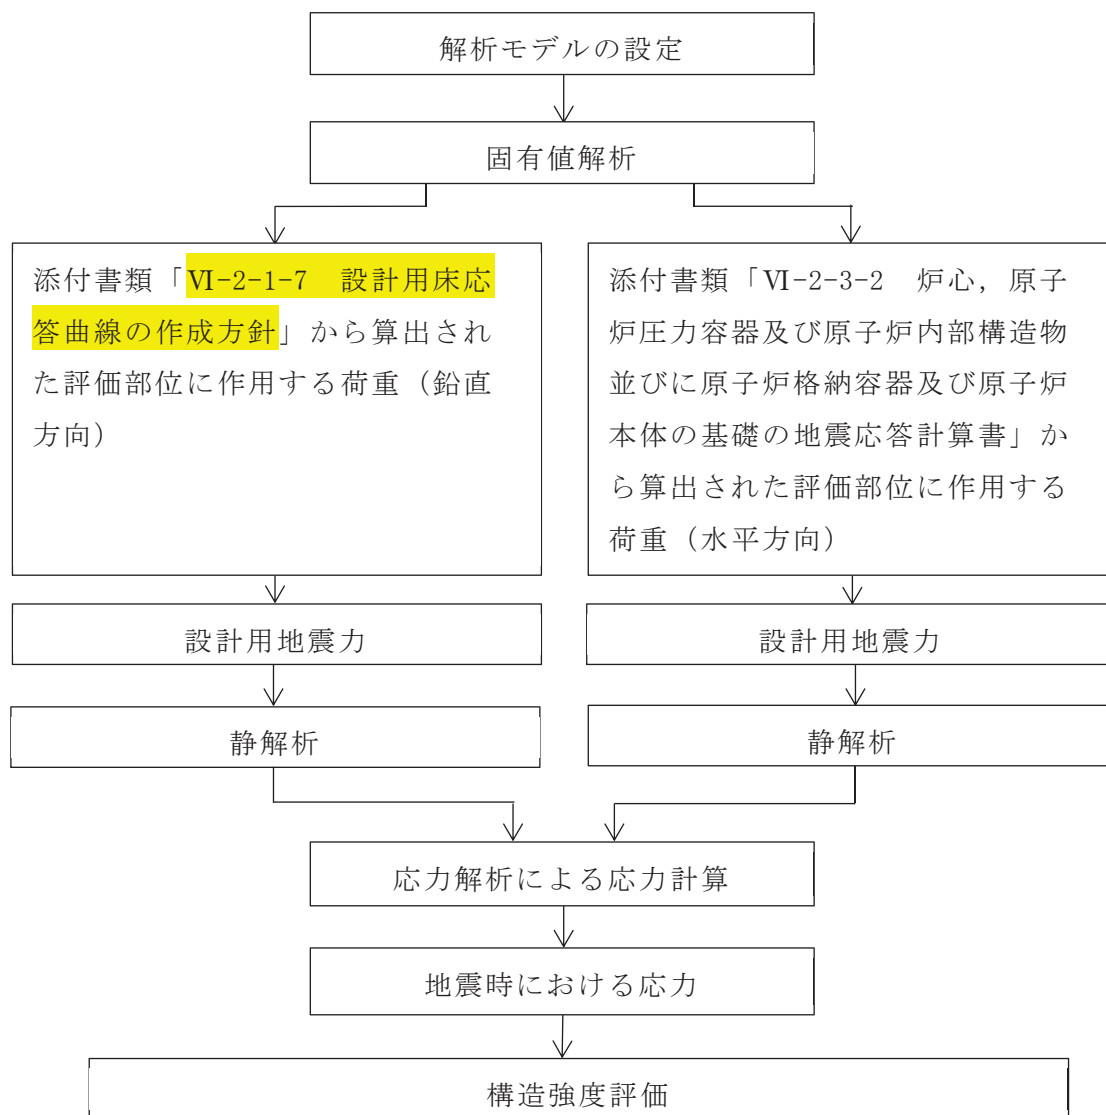 解析モデルの設定
固有値解析
添付書類「Ⅵ-2-1-7　設計用床応
答曲線の作成方針」から算出され
た評価部位に作用する荷重（鉛直
方向）
添付書類「Ⅵ-2-3-2　炉心，原子
炉圧力容器及び原子炉内部構造物
並びに原子炉格納容器及び原子炉
本体の基礎の地震応答計算書」か
ら算出された評価部位に作用する
荷重（水平方向）
設計用地震力
設計用地震力
静解析
静解析
応力解析による応力計算
地震時における応力
構造強度評価